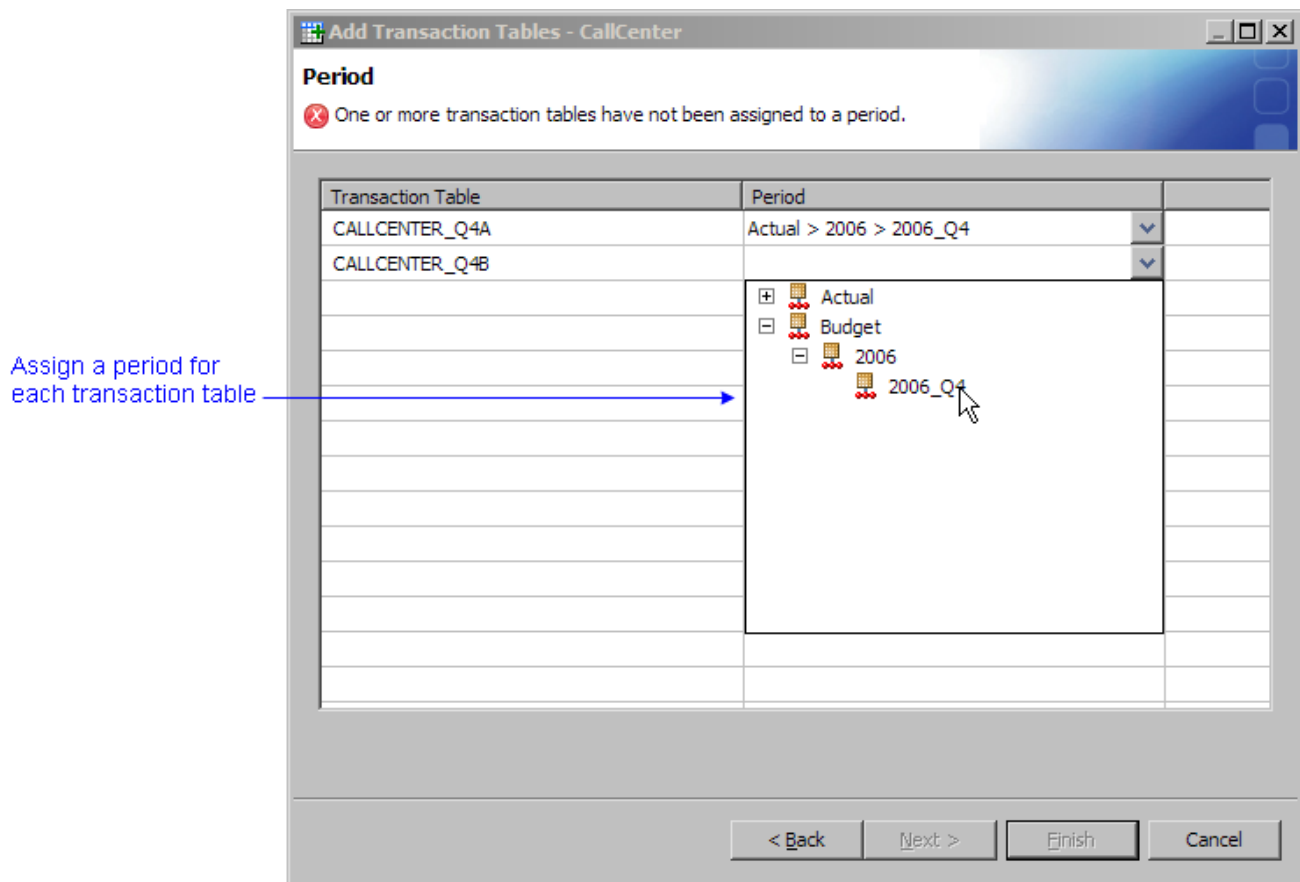 Add Transaction Tables - CallCenter
Period
One or more transaction tables have not been assigned to a period.
Transaction Table Period
CALLCENTER_Q4A Actual > 2006 > 2006_Q4
CALLCENTER_Q4B
Actual
Budget
2006
2006_Q4
Assign a period for
each transaction table
< Back Next > Finish Cancel